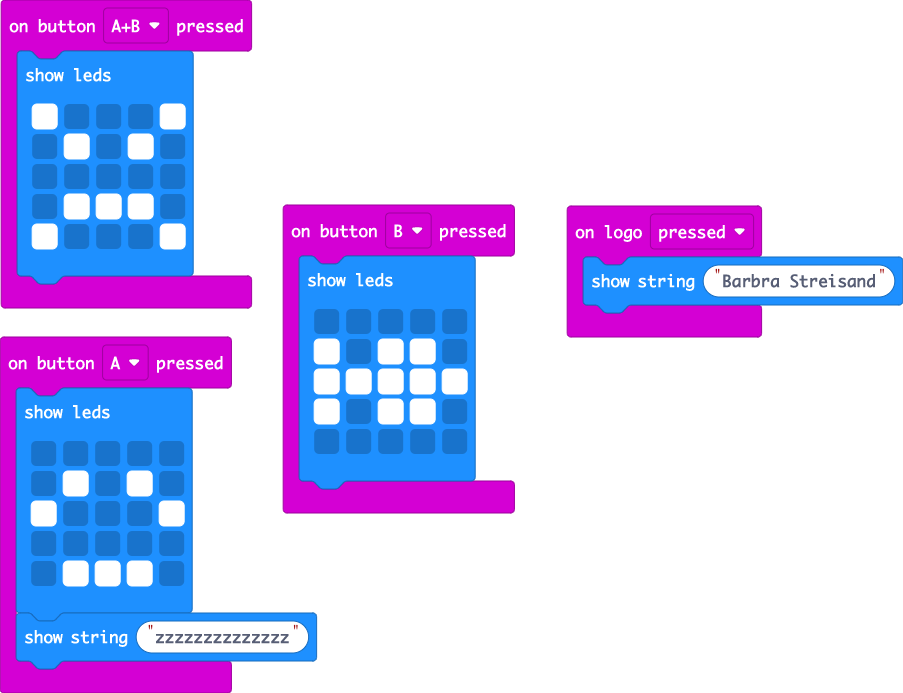 on button A+B pressed
show leds
on button B pressed
show leds
on logo pressed
show string "Barbra Streisand"
on button A pressed
show leds
show string "zzzzzzzzzzzzzz"